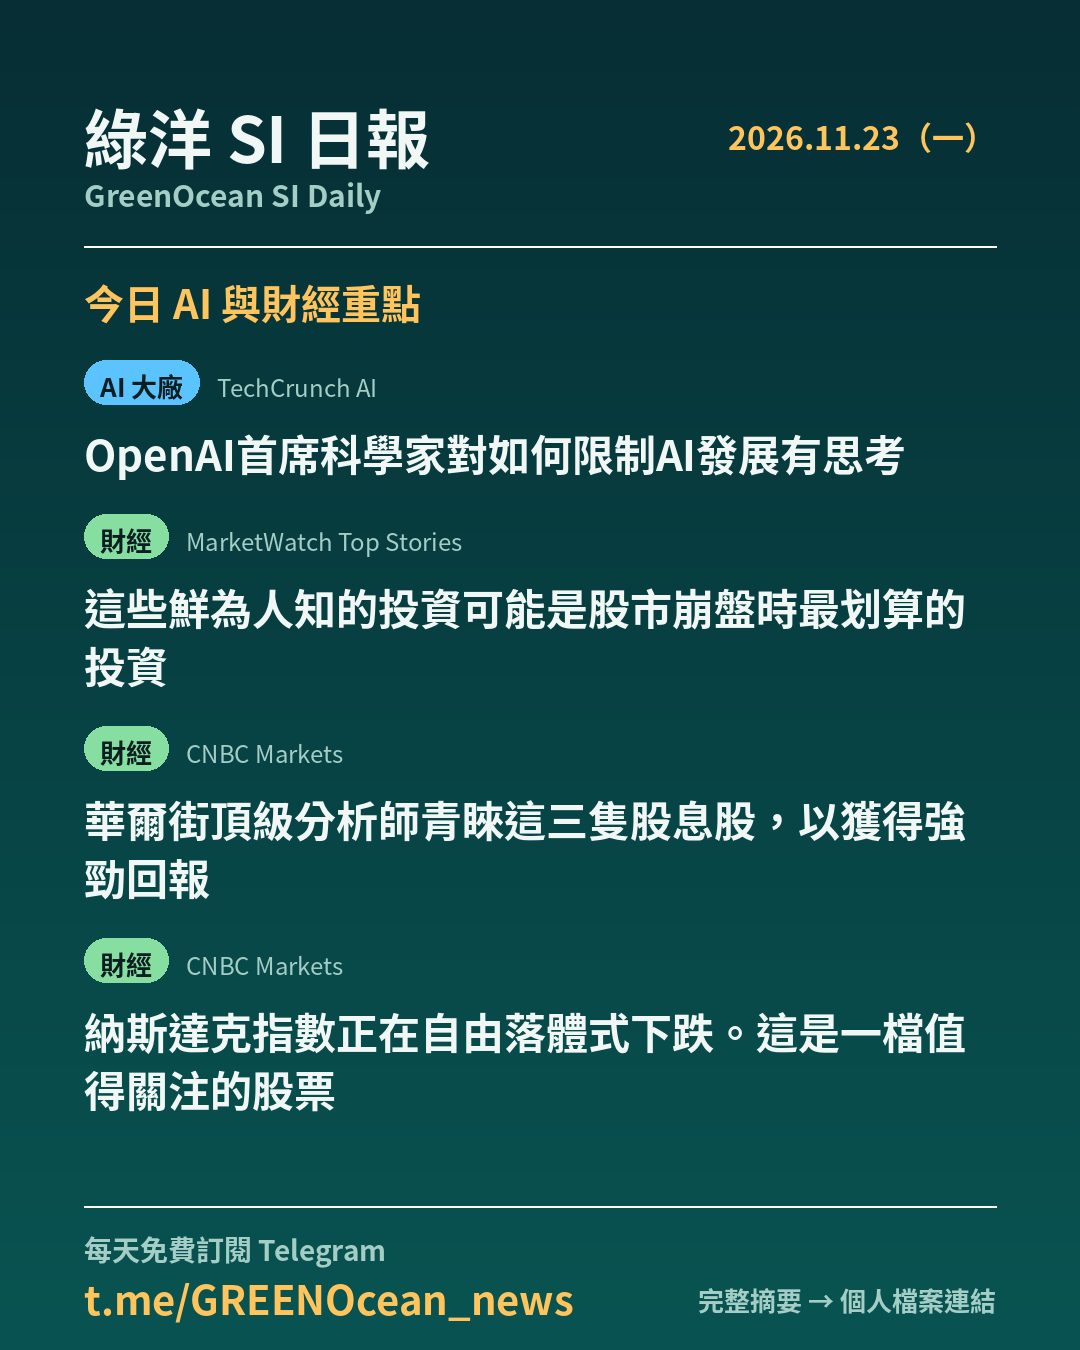 綠洋 SI 日報
2026.11.23（一）
GreenOcean SI Daily
今日 AI 與財經重點
AI 大廠 TechCrunch AI
OpenAI首席科學家對如何限制AI發展有思考
財經 MarketWatch Top Stories
這些鮮為人知的投資可能是股市崩盤時最划算的
投資
財經 CNBC Markets
華爾街頂級分析師青睞這三隻股息股，以獲得強
勁回報
財經 CNBC Markets
納斯達克指數正在自由落體式下跌。這是一檔值
得關注的股票
每天免費訂閱 Telegram
t.me/GREENOcean_news
完整摘要 → 個人檔案連結